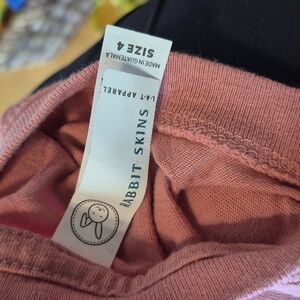 SIZE 4
MADE IN GUATEMALA
L·A·T APPAREL
RABBIT SKINS